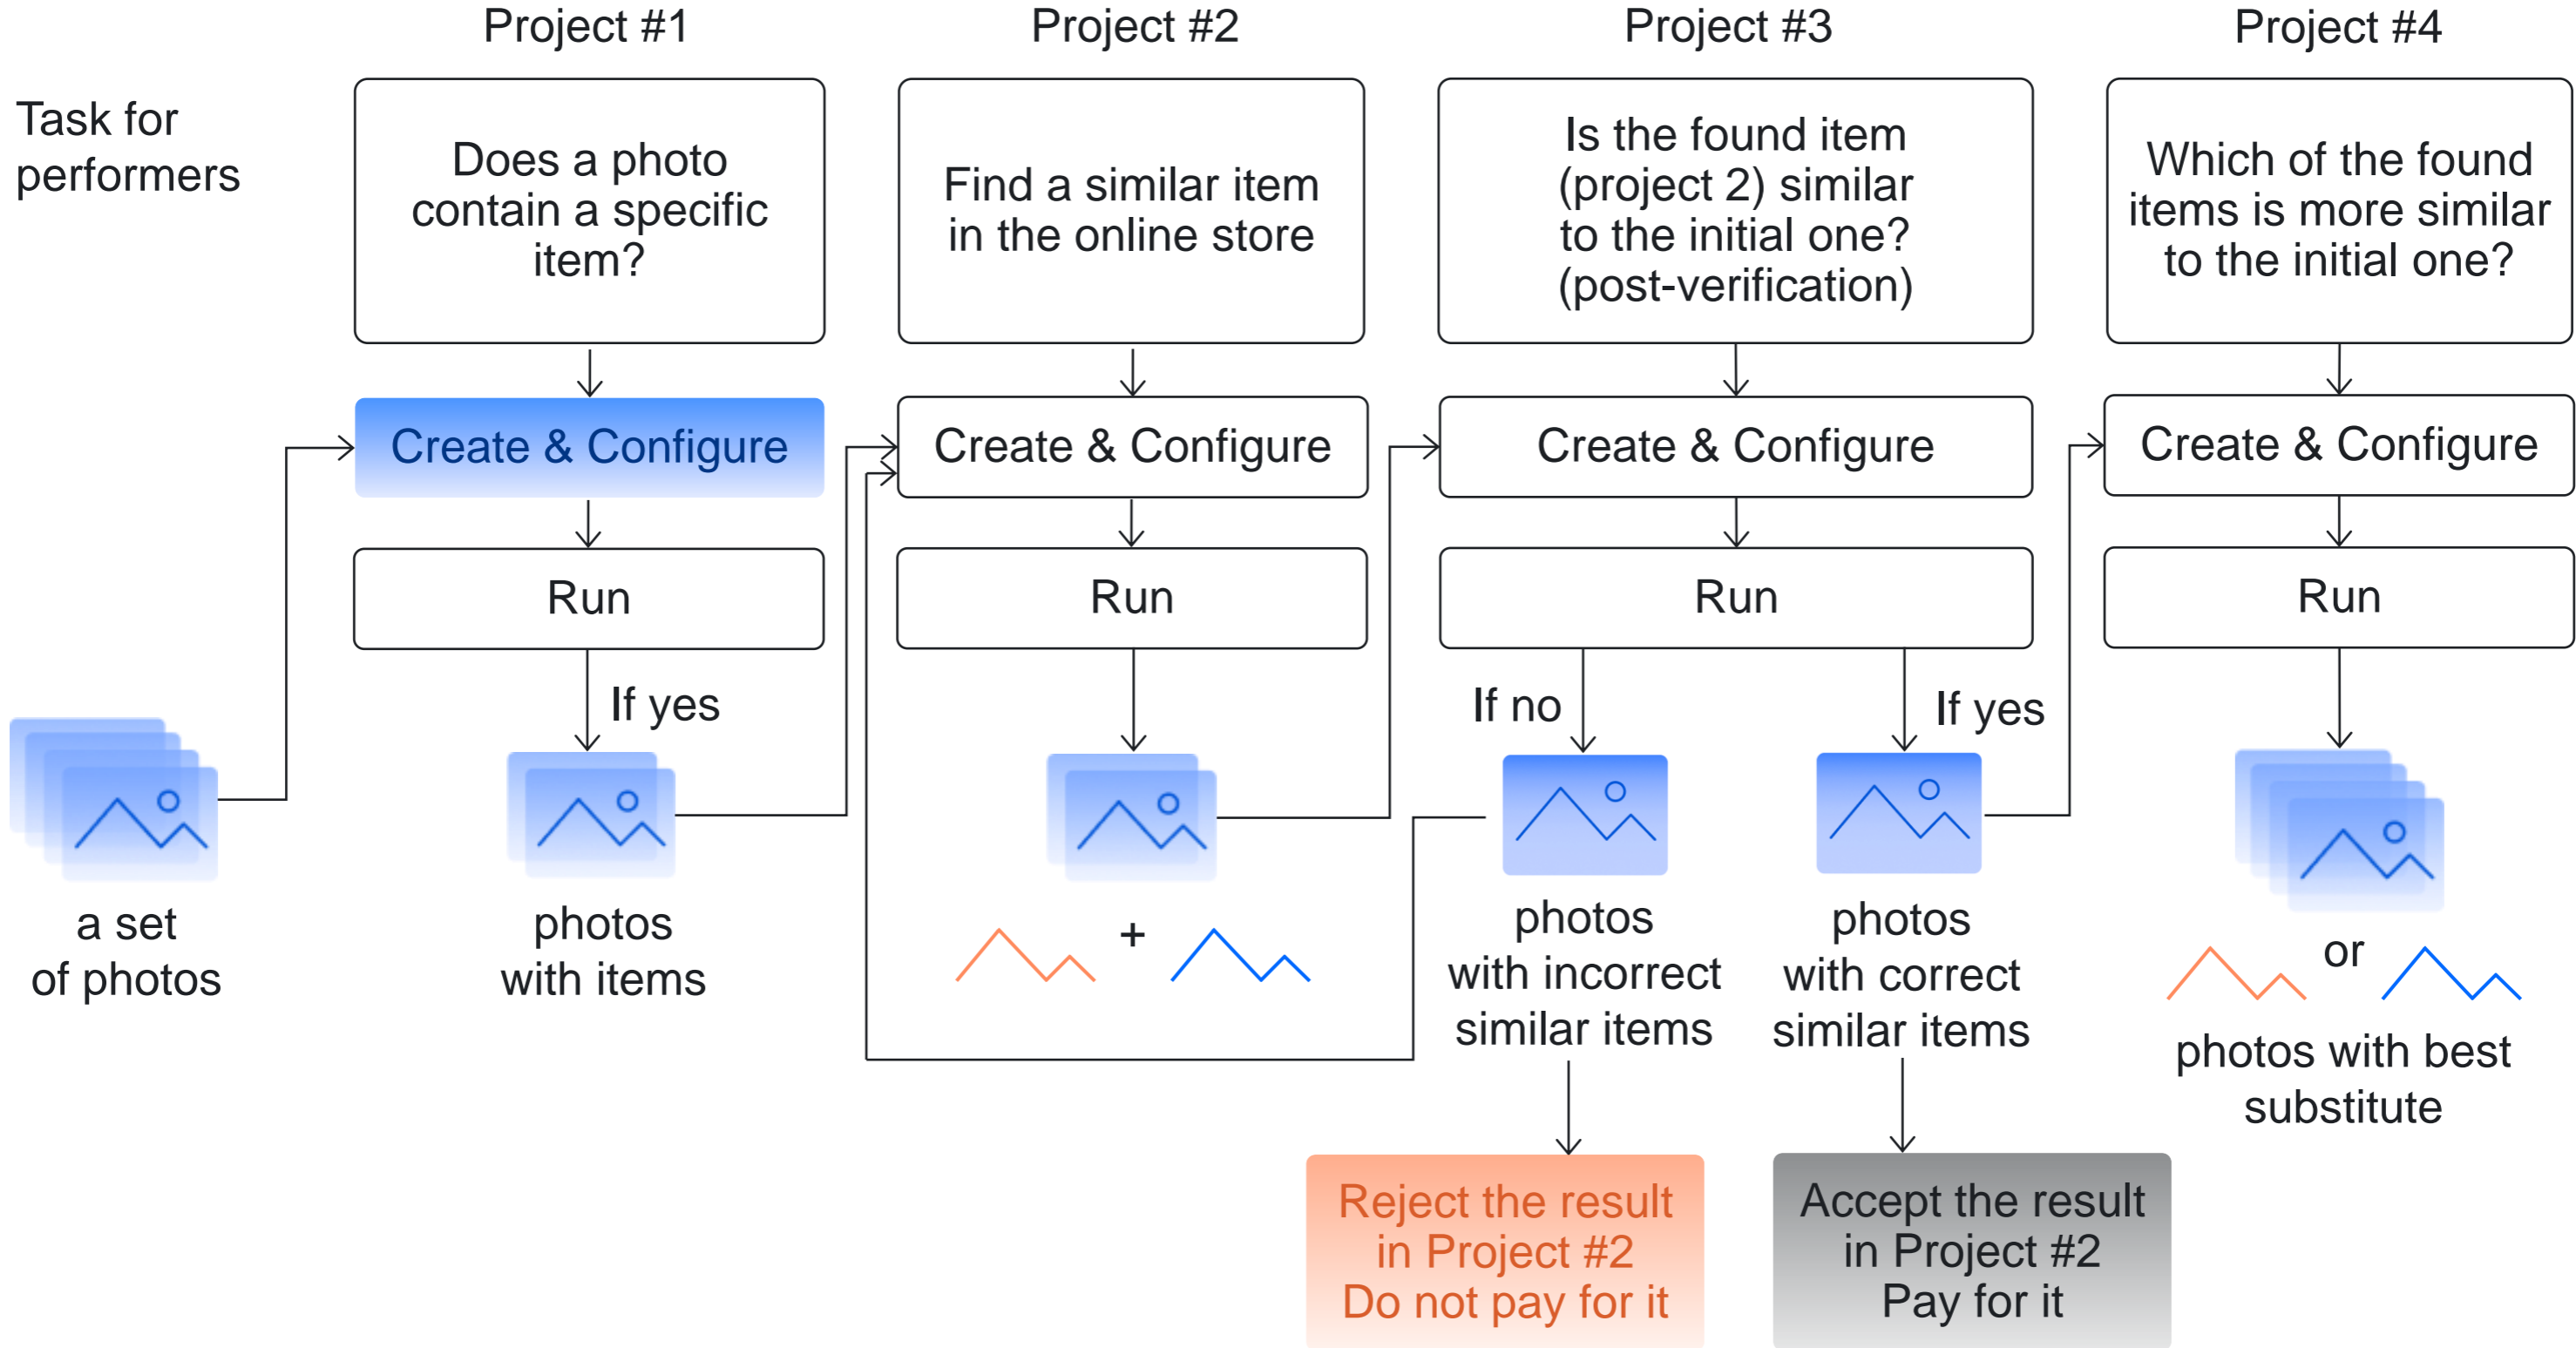 Project #1
Project #2
Project #3
Project #4
Task for
performers
Does a photo
contain a specific
item?
Find a similar item
in the online store
Is the found item
(project 2) similar
to the initial one?
(post-verification)
Which of the found
items is more similar
to the initial one?
Create & Configure
Create & Configure
Create & Configure
Create & Configure
Run
Run
Run
Run
If yes
If no
If yes
a set
of photos
photos
with items
+
photos
with incorrect
similar items
photos
with correct
similar items
or
photos with best
substitute
Reject the result
in Project #2
Do not pay for it
Accept the result
in Project #2
Pay for it